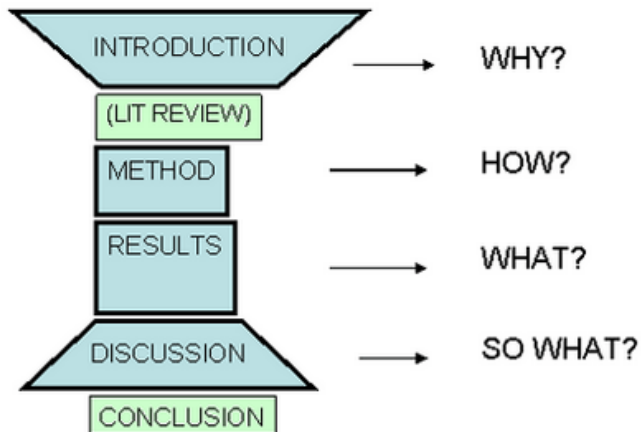 INTRODUCTION
WHY?
(LIT REVIEW)
METHOD
HOW?
RESULTS
WHAT?
DISCUSSION
SO WHAT?
CONCLUSION